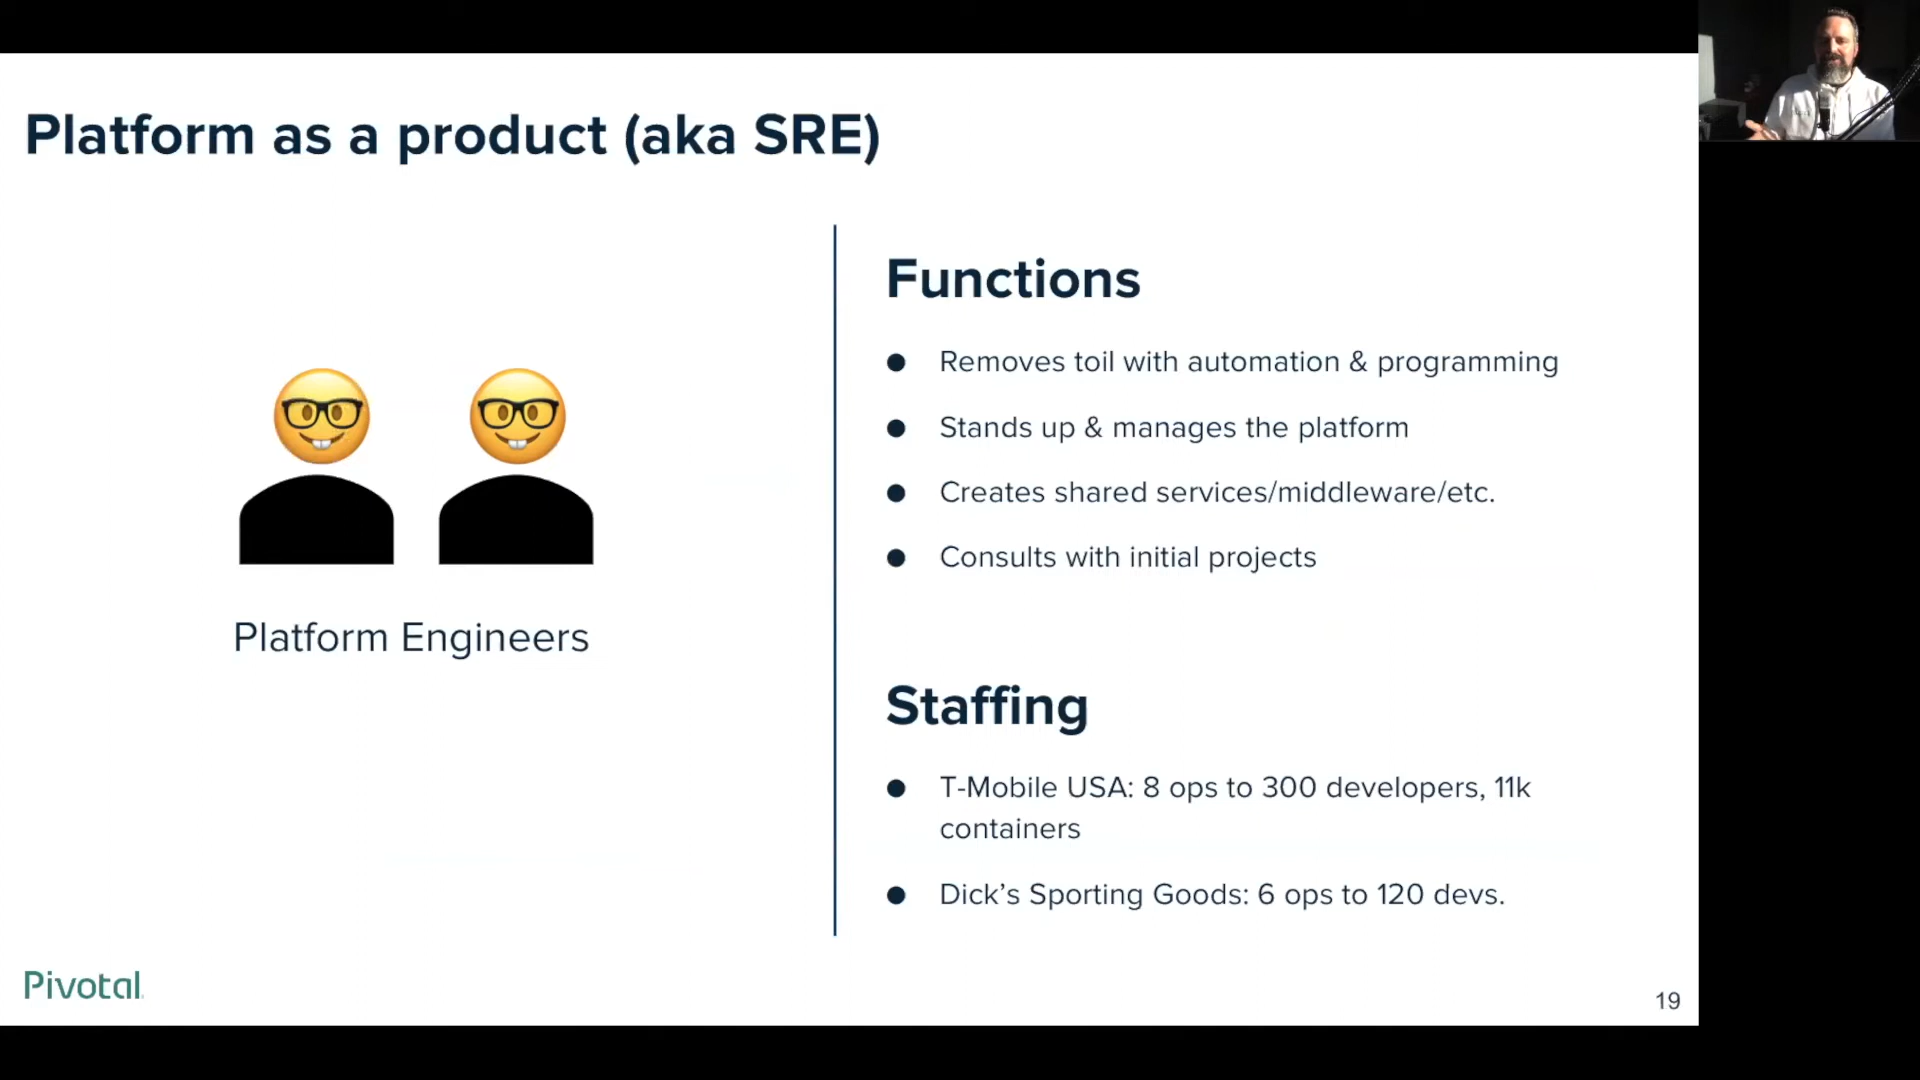 Platform as a product (aka SRE)
Platform Engineers
Functions
● Removes toil with automation & programming
● Stands up & manages the platform
● Creates shared services/middleware/etc.
● Consults with initial projects
Staffing
● T-Mobile USA: 8 ops to 300 developers, 11k
containers
● Dick’s Sporting Goods: 6 ops to 120 devs.
Pivotal
19